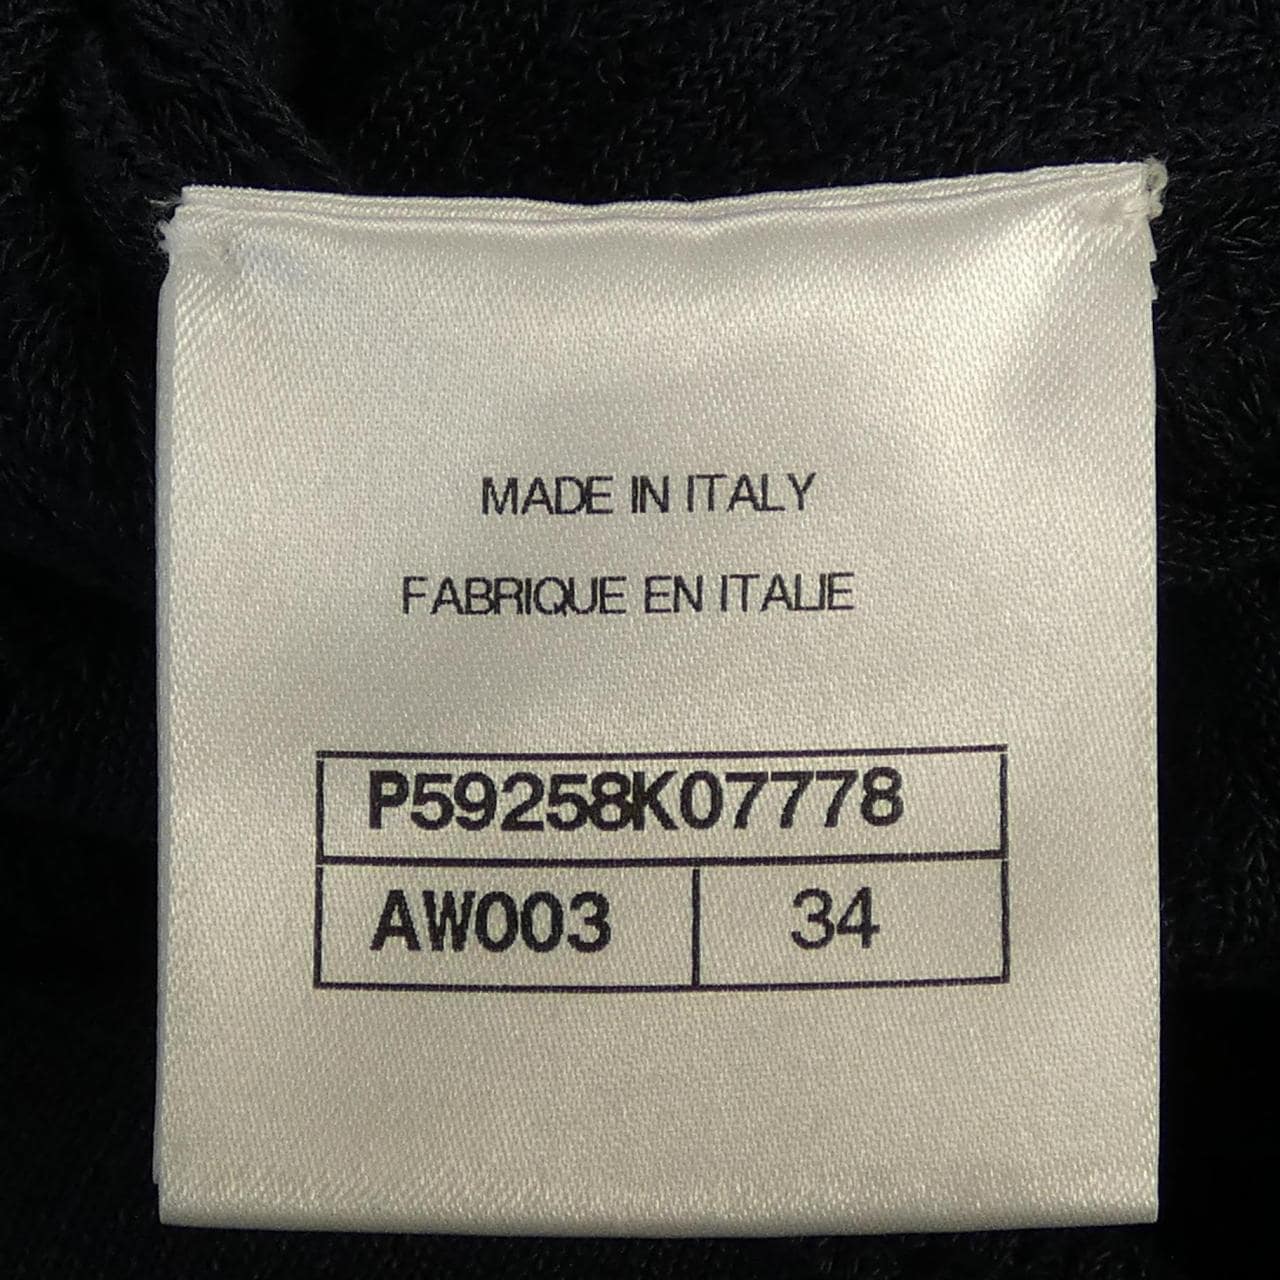 MADE IN ITALY
FABRIQUE EN ITALIE
P59258K07778
AW003 34